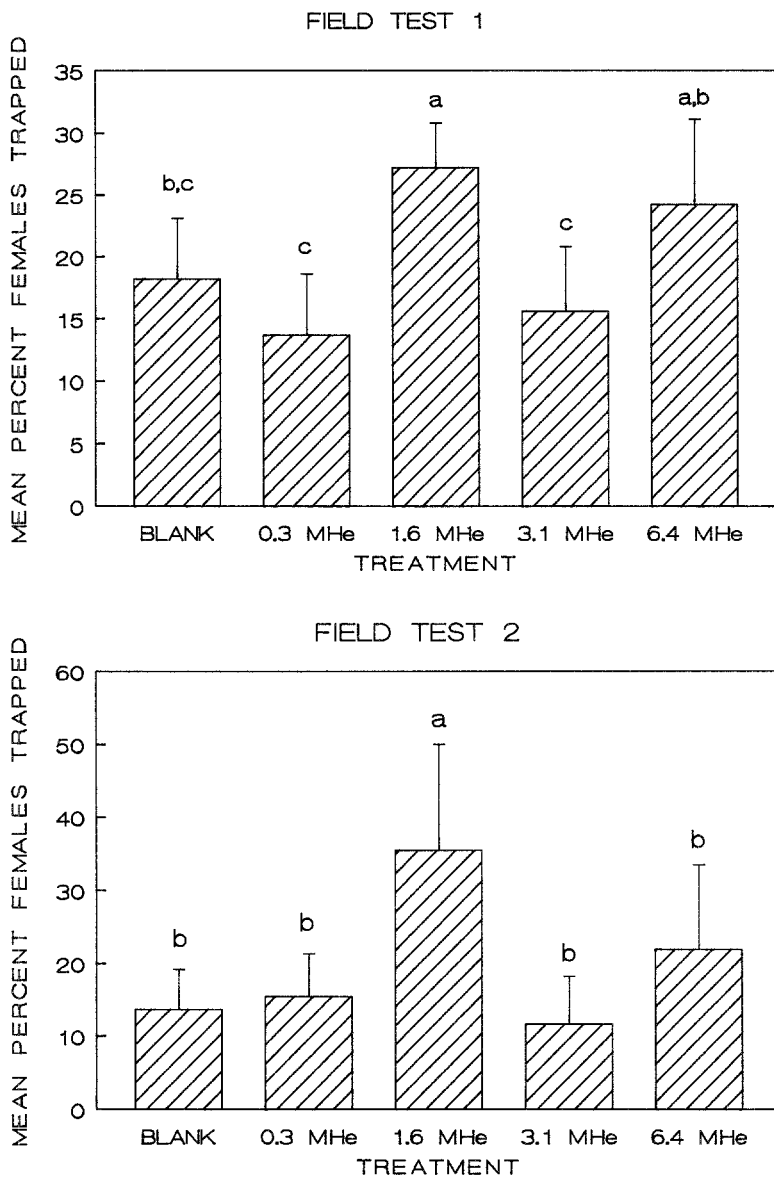 FIELD TEST 1
MEAN PERCENT FEMALES TRAPPED
35
30
25
20
15
10
5
0
b,c
c
a
c
a,b
BLANK 0.3 MHe 1.6 MHe 3.1 MHe 6.4 MHe
TREATMENT
FIELD TEST 2
MEAN PERCENT FEMALES TRAPPED
60
50
40
30
20
10
0
b
b
a
b
b
BLANK 0.3 MHe 1.6 MHe 3.1 MHe 6.4 MHe
TREATMENT